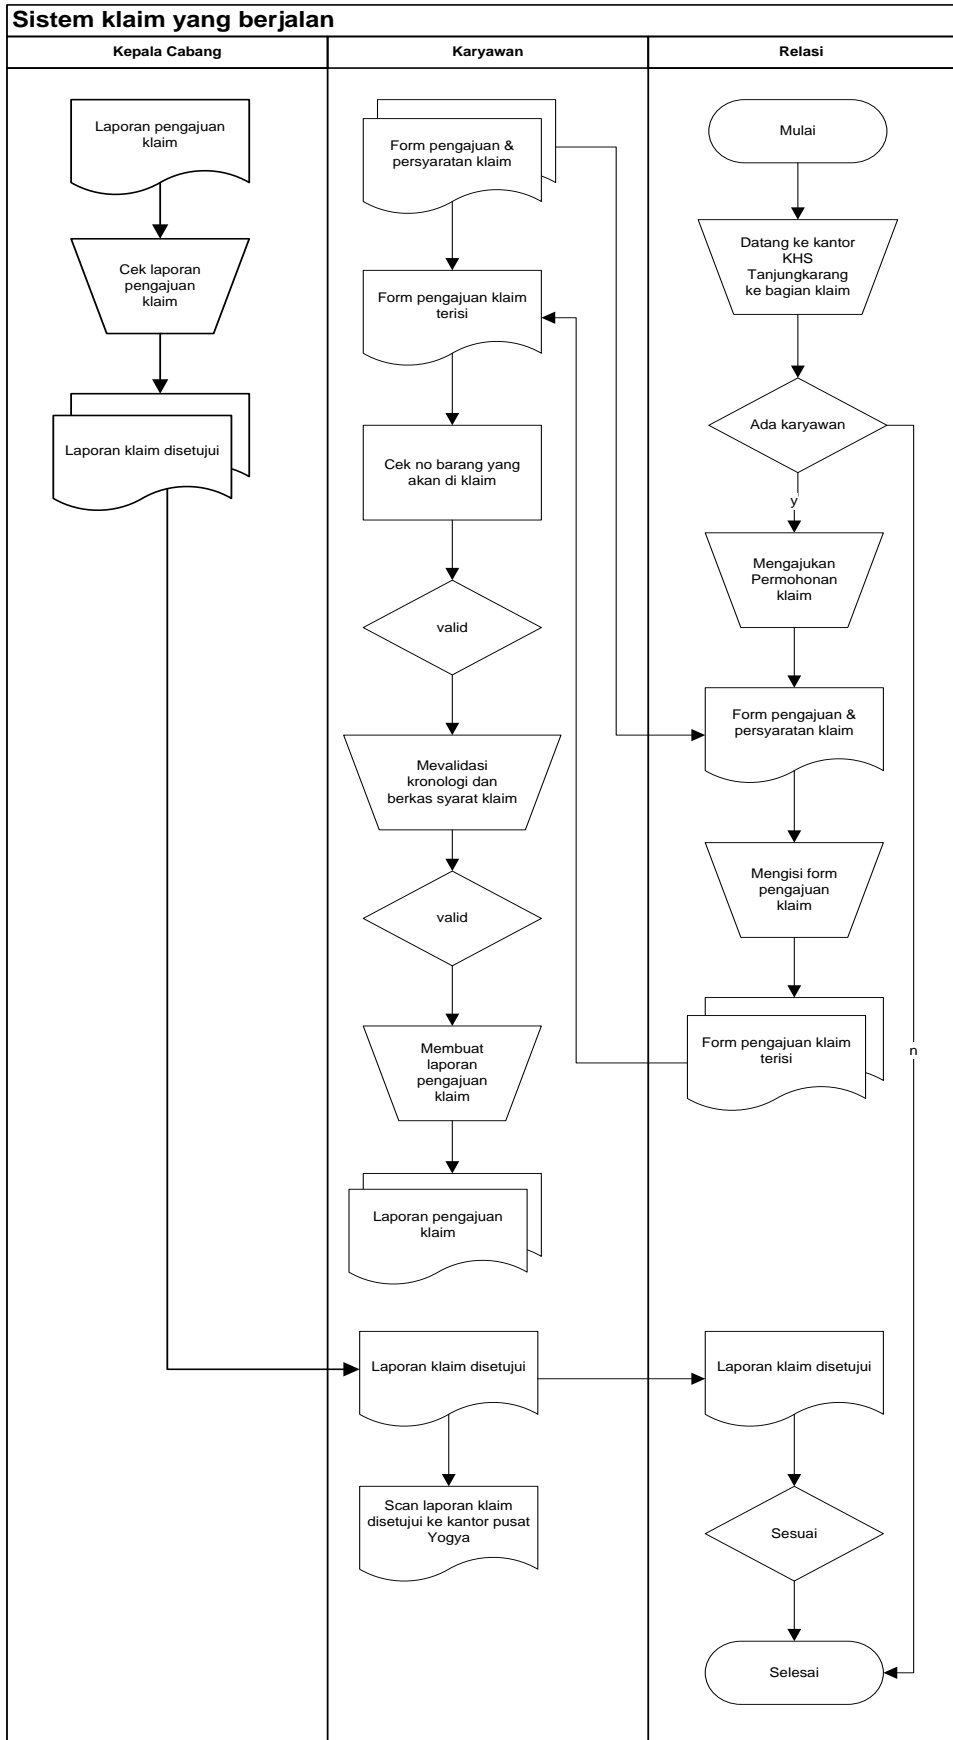 Sistem klaim yang berjalan
Kepala Cabang
Karyawan
Relasi
Laporan pengajuan
klaim
Cek laporan
pengajuan
klaim
Laporan klaim disetujui
Form pengajuan &
persyaratan klaim
Form pengajuan klaim
terisi
Cek no barang yang
akan di klaim
valid
Mevalidasi
kronologi dan
berkas syarat klaim
valid
Membuat
laporan
pengajuan
klaim
Laporan pengajuan
klaim
Laporan klaim disetujui
Scan laporan klaim
disetujui ke kantor pusat
Yogya
Mulai
Datang ke kantor
KHS
Tanjungkarang
ke bagian klaim
Ada karyawan
y
Mengajukan
Permohonan
klaim
Form pengajuan &
persyaratan klaim
Mengisi form
pengajuan
klaim
Form pengajuan klaim
terisi
n
Laporan klaim disetujui
Sesuai
Selesai